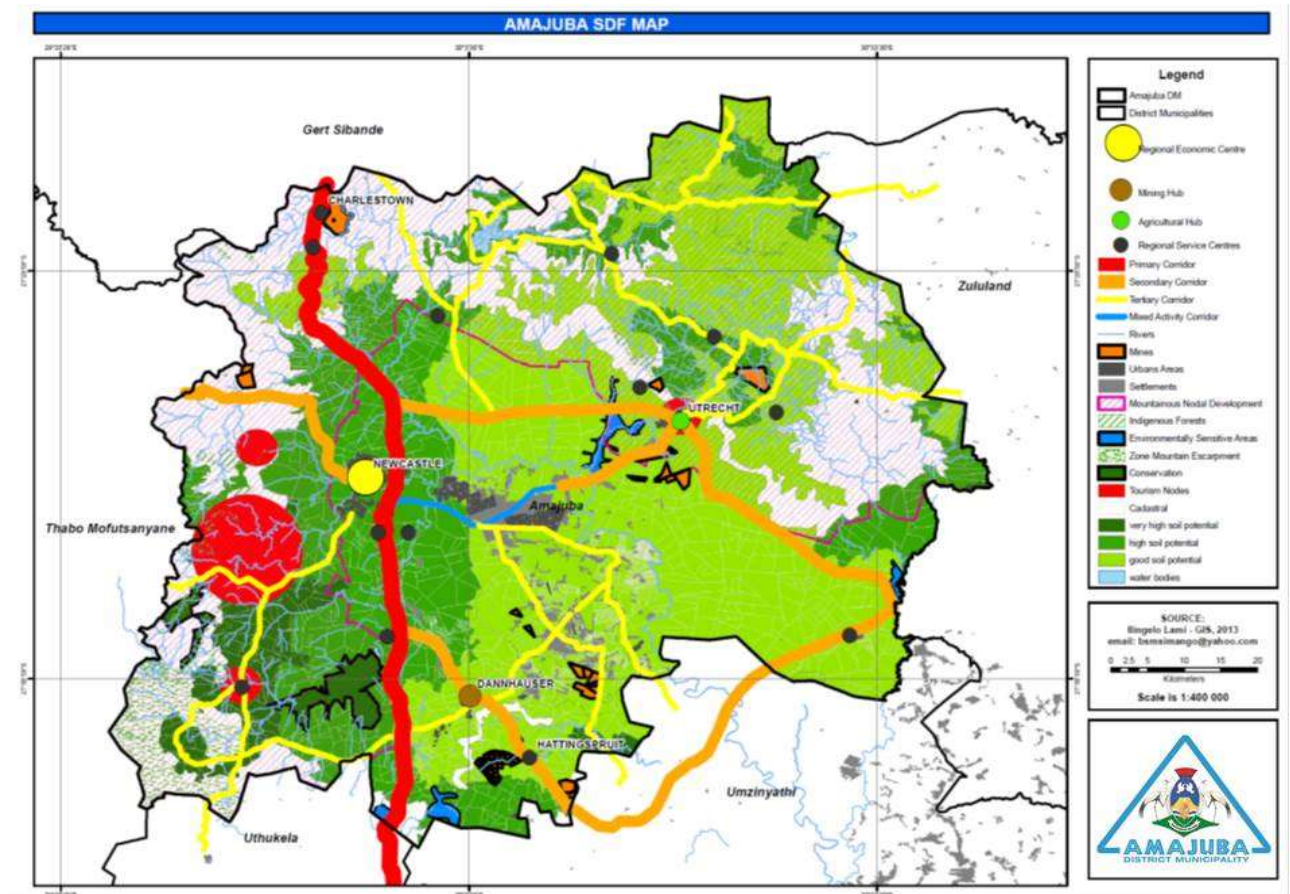 AMAJUBA SDF MAP
Gert Sibande
CHARLESTOWN
Zululand
UTRECHT
NEWCASTLE
Amajuba
Thabo Mofutsanyane
DANNHAUSER
HATTINGSPRUIT
Umzinyathi
Uthukela
Legend
Amajuba DM
District Municipalities
Regional Economic Centre
Mining Hub
Agricultural Hub
Regional Service Centres
Primary Corridor
Secondary Corridor
Tertiary Corridor
Mixed Activity Corridor
Rivers
Mines
Urbans Areas
Settlements
Mountainous Nodal Development
Indigenous Forests
Environmentally Sensitive Areas
Zone Mountain Escarpment
Conservation
Tourism Nodes
Cadastral
very high soil potential
high soil potential
good soil potential
water bodies
SOURCE:
Lami - GIS, 2013
email: bsmsimango@yahoo.com
0 2.5 5 10 15 20
Kilometers
Scale is 1:400 000
AMAJUBA
DISTRICT MUNICIPALITY